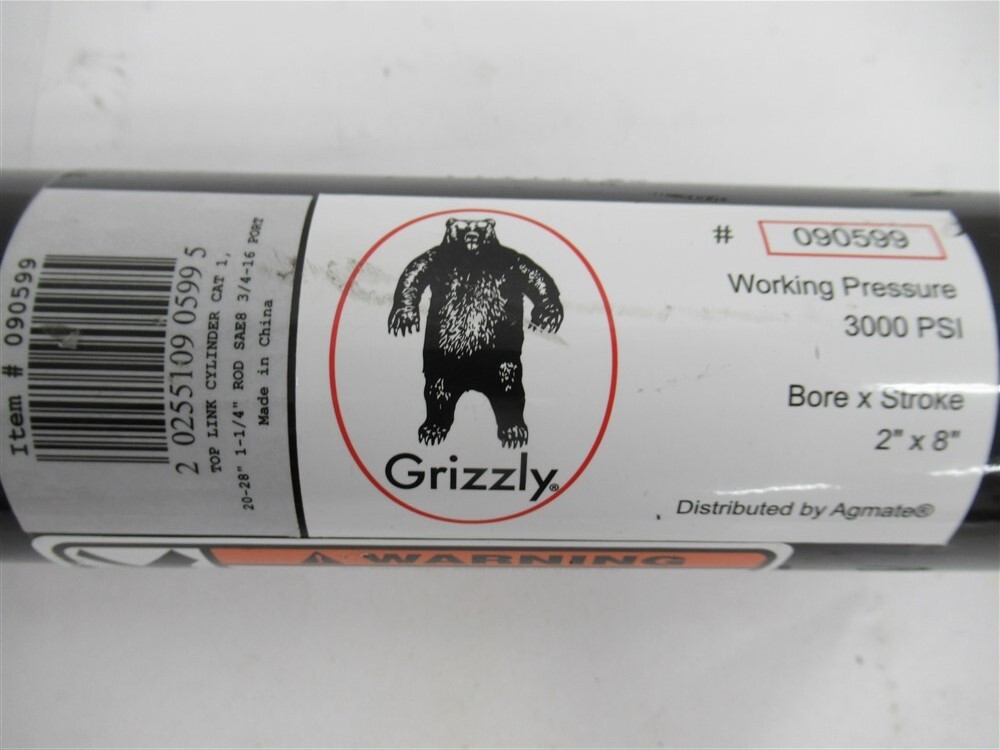 Item # 090599
2 0255109 0599 5
TOP LINK CYLINDER CAT 1,
20-28" 1-1/4" ROD SAE8 3/4-16 PORT
Made in China
Grizzly®
# 090599
Working Pressure
3000 PSI
Bore x Stroke
2" x 8"
Distributed by Agmate®
WARNING